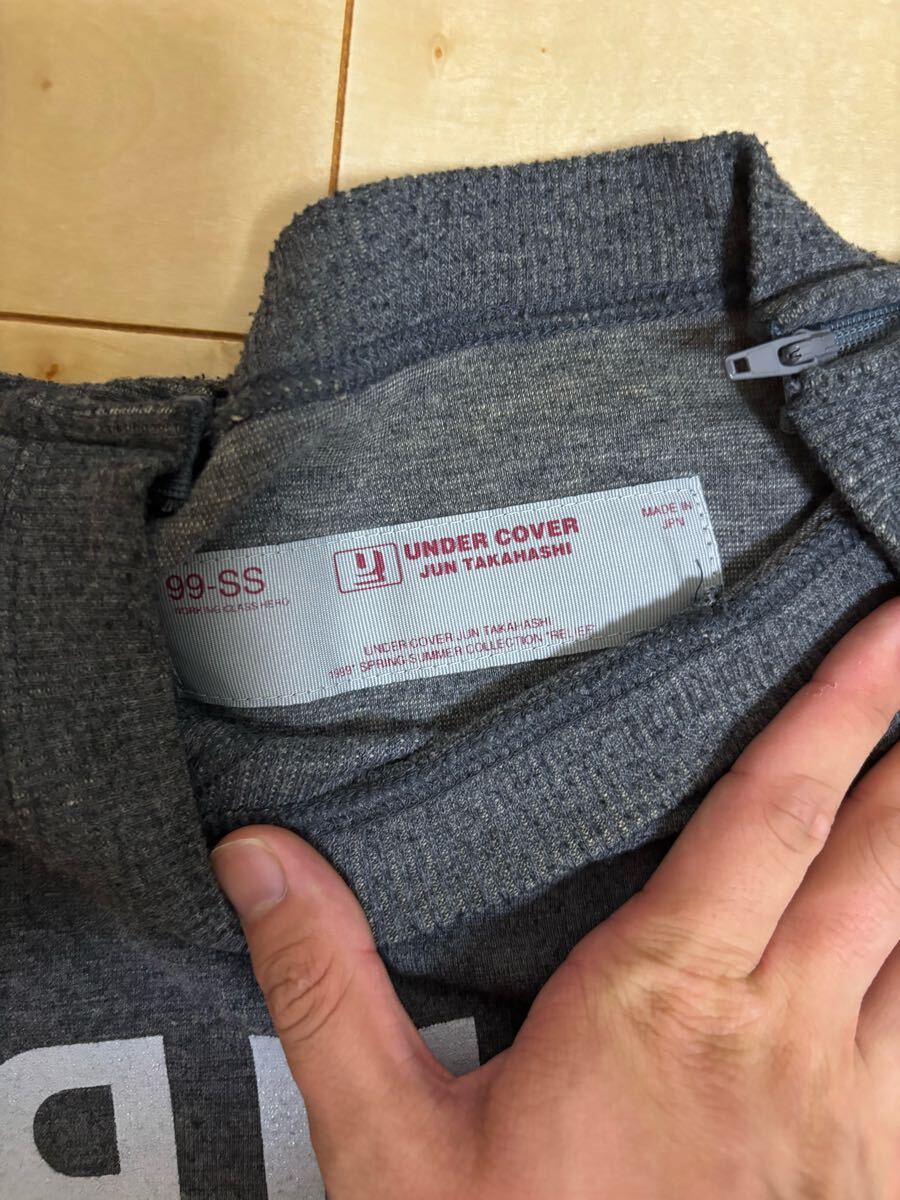 99-SS
WORKING CLASS HERO
UNDER COVER
JUN TAKAHASHI
MADE IN
JPN
UNDER COVER JUN TAKAHASHI
1999" SPRING-SUMMER COLLECTION "RELIEF"